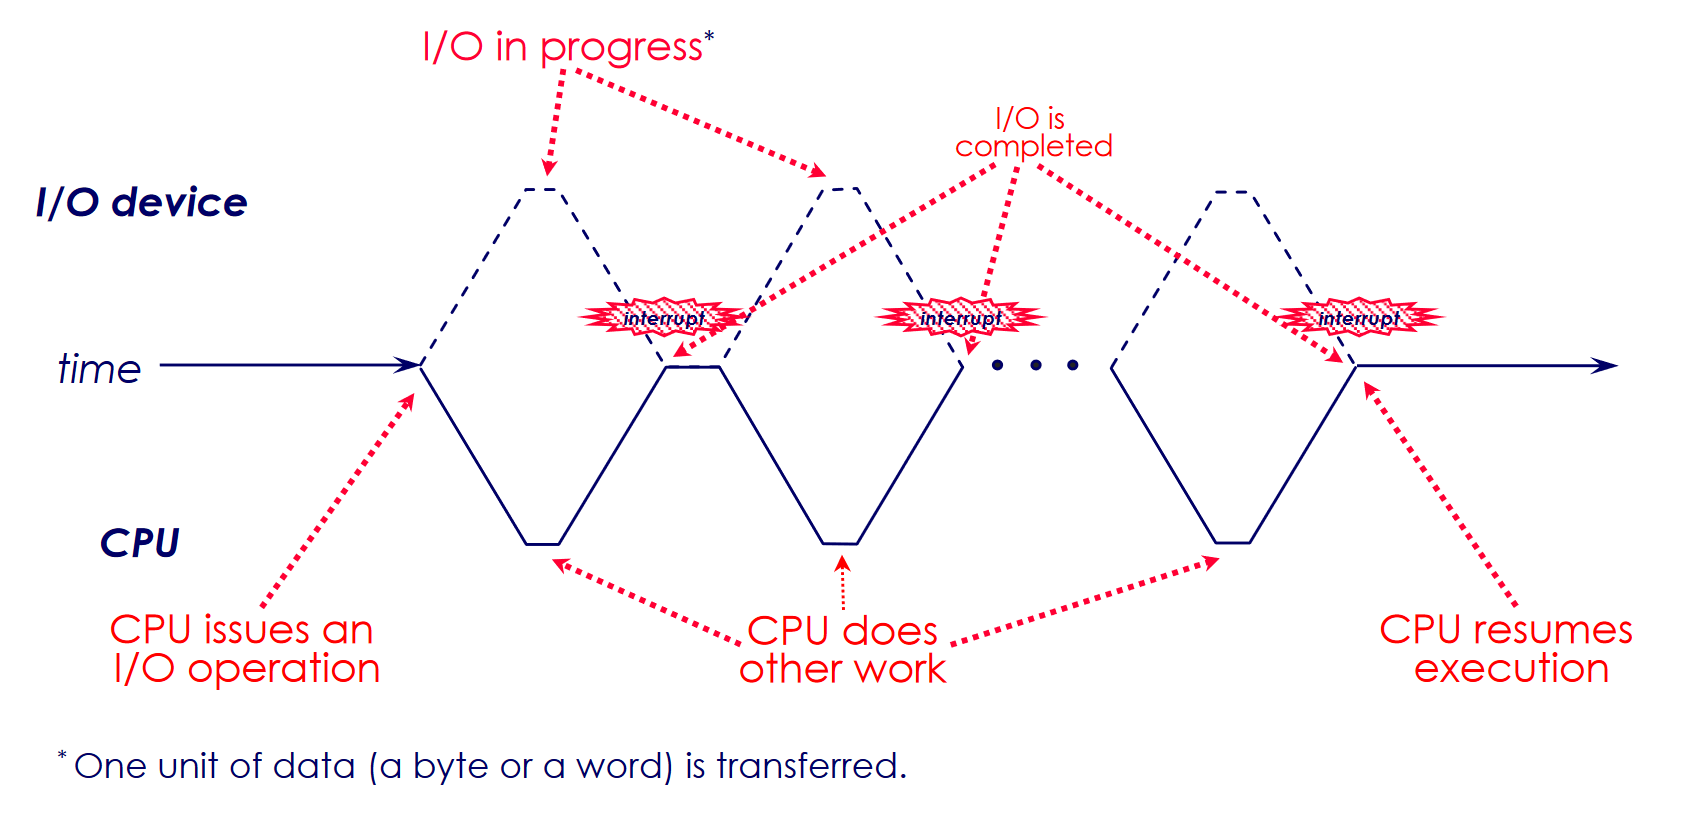 I/O in progress*
I/O is
completed
I/O device
interrupt
interrupt
interrupt
time
CPU
CPU issues an
I/O operation
CPU does
other work
CPU resumes
execution
* One unit of data (a byte or a word) is transferred.